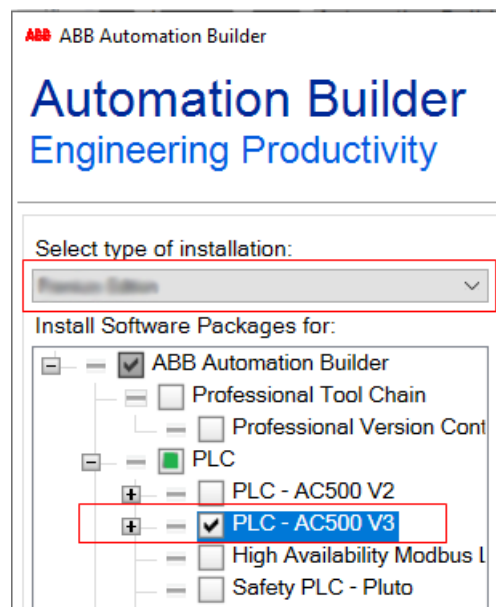 ABB ABB Automation Builder
Automation Builder
Engineering Productivity
Select type of installation:
Install Software Packages for:
ABB Automation Builder
Professional Tool Chain
Professional Version Cont
PLC
PLC - AC500 V2
PLC - AC500 V3
High Availability Modbus L
Safety PLC - Pluto